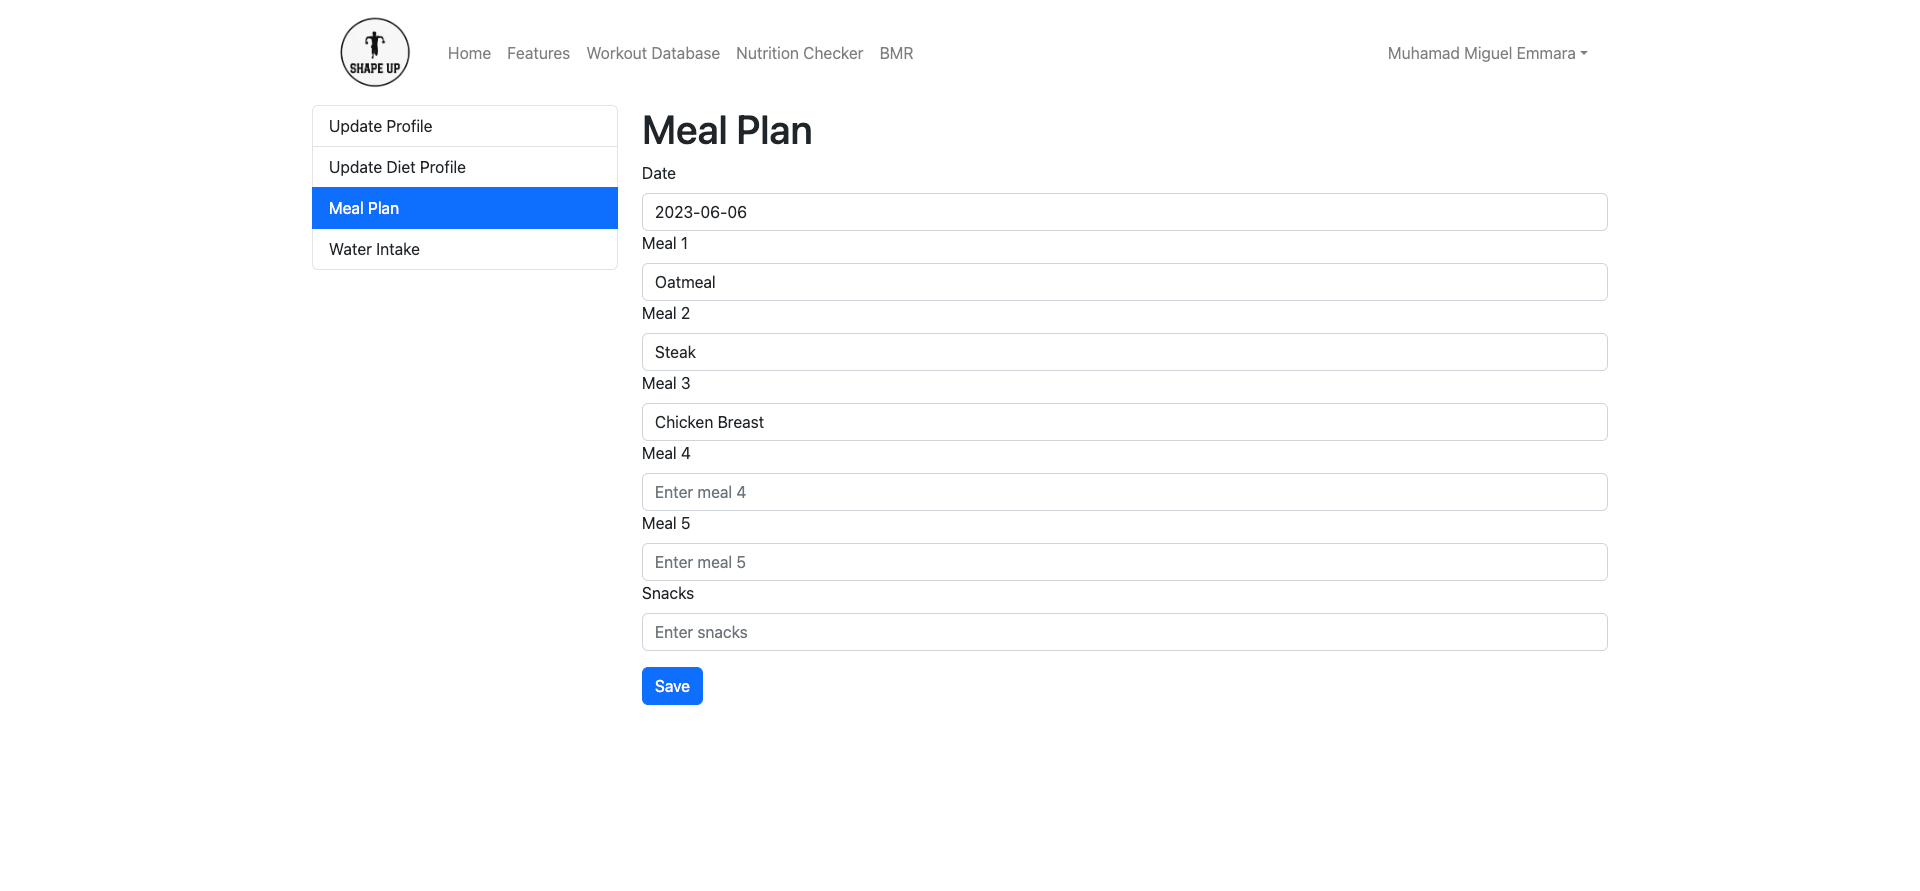 SHAPE UP
Home Features Workout Database Nutrition Checker BMR Muhamad Miguel Emmara
Update Profile
Update Diet Profile
Meal Plan
Water Intake
Meal Plan
Date
2023-06-06
Meal 1
Oatmeal
Meal 2
Steak
Meal 3
Chicken Breast
Meal 4
Enter meal 4
Meal 5
Enter meal 5
Snacks
Enter snacks
Save